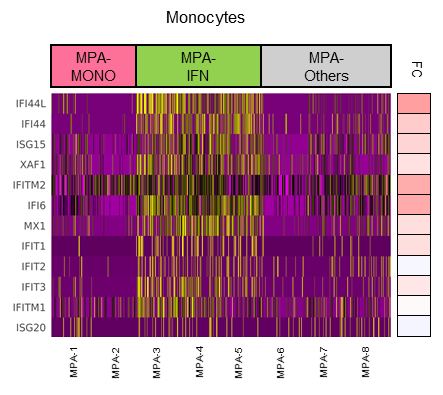 Monocytes
MPA-
MONO
MPA-
IFN
MPA-
Others
FC
IFI44L
IFI44
ISG15
XAF1
IFITM2
IFI6
MX1
IFIT1
IFIT2
IFIT3
IFITM1
ISG20
MPA-1
MPA-2
MPA-3
MPA-4
MPA-5
MPA-6
MPA-7
MPA-8